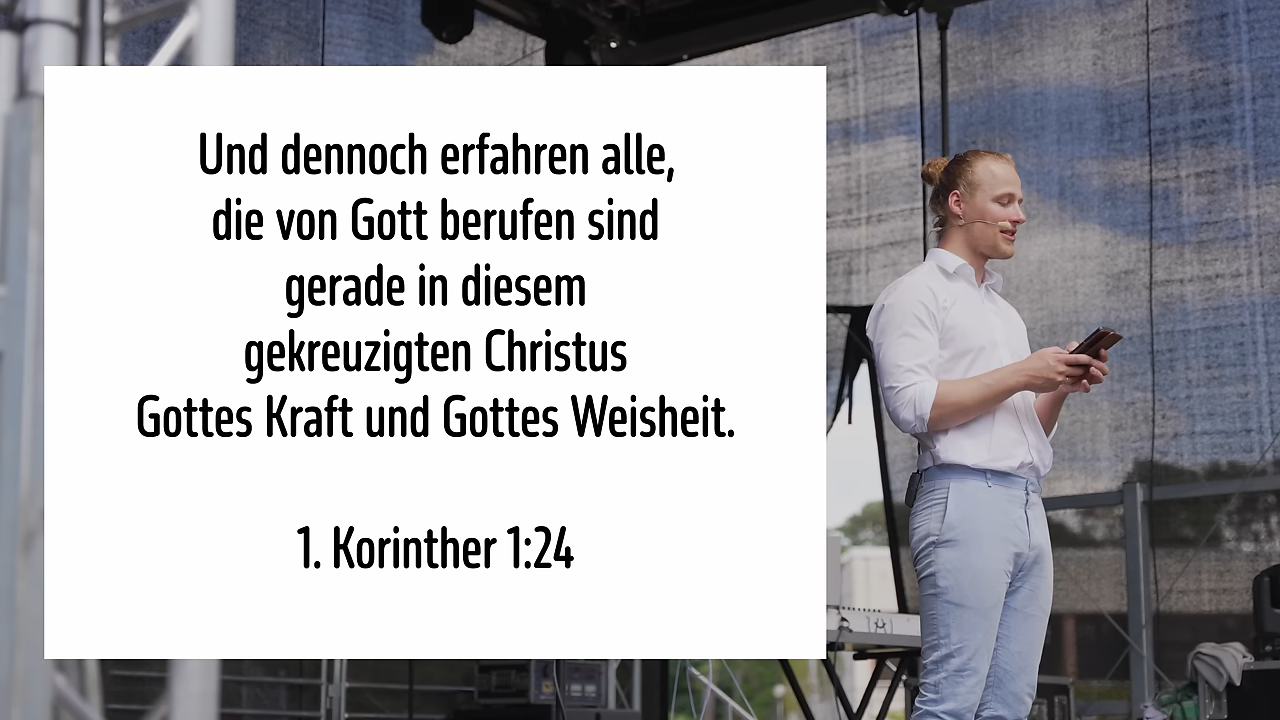 Und dennoch erfahren alle,
die von Gott berufen sind
gerade in diesem
gekreuzigten Christus
Gottes Kraft und Gottes Weisheit.
1. Korinther 1:24